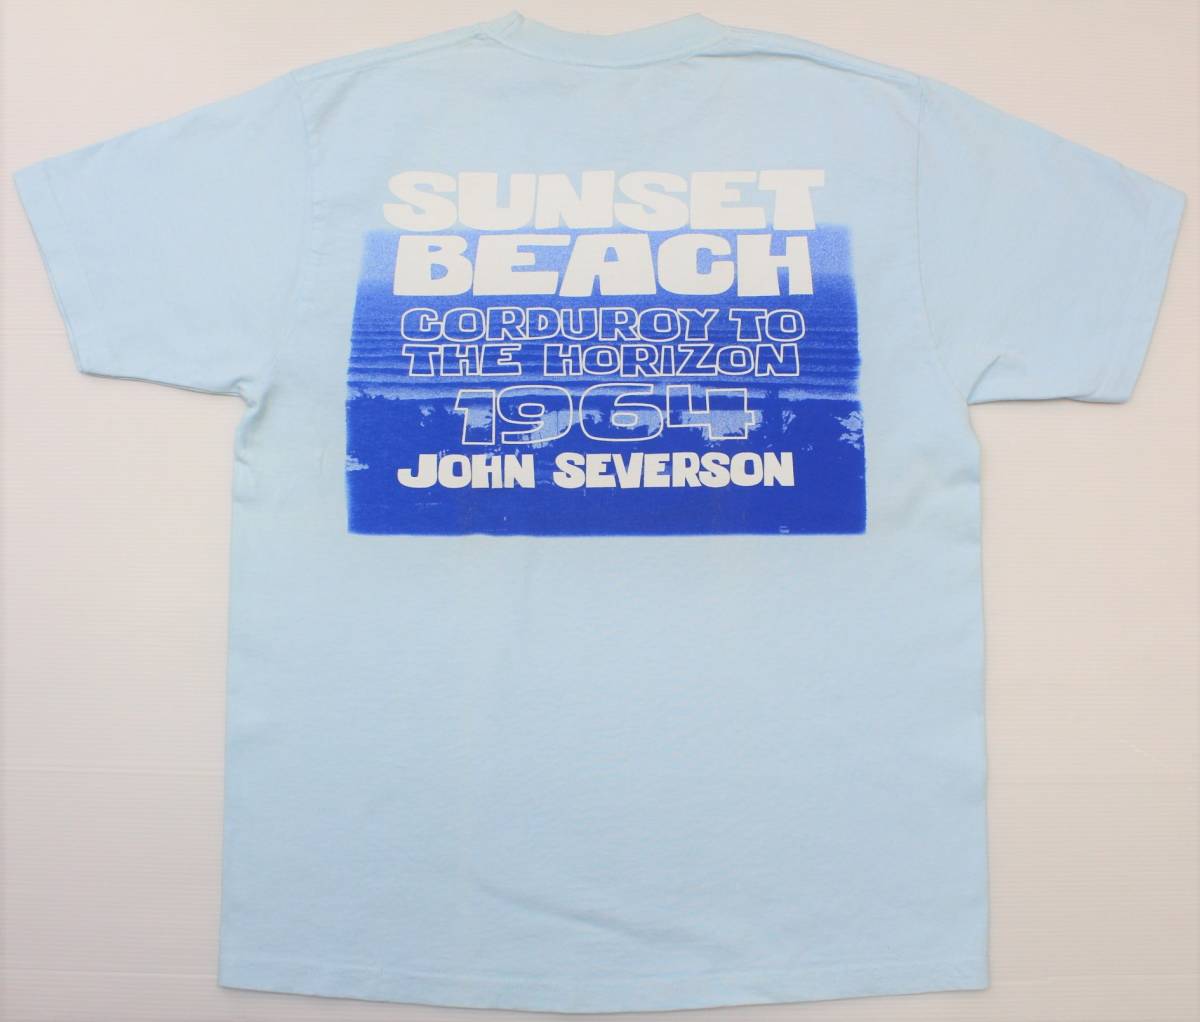 SUNSET
BEACH
CORDUROY TO
THE HORIZON
1964
JOHN SEVERSON